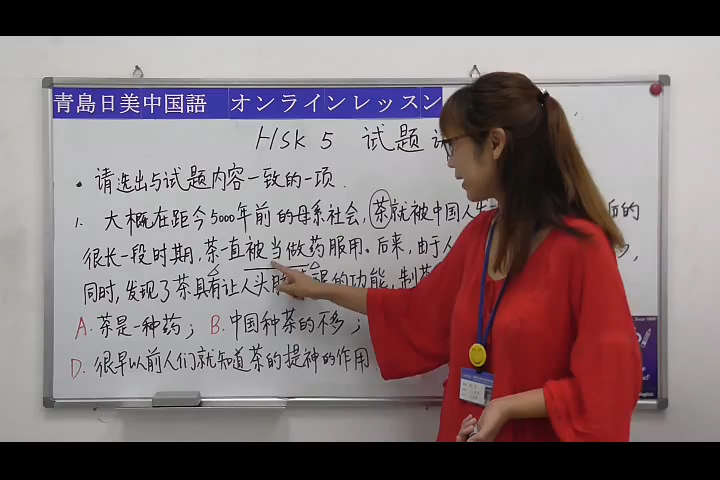 青島日美中国語 オンラインレッスン
HSK 5 试题
• 请选出与试题内容一致的一项.
1. 大概在距今5000年前的母系社会,茶就被中国人 后的
很长一段时期,茶一直被当做药服用。后来,由于人
同时,发现了茶具有让人头 的功能,制茶
A. 茶是一种药; B. 中国种茶的不多;
D. 很早以前人们就知道茶的提神的作用